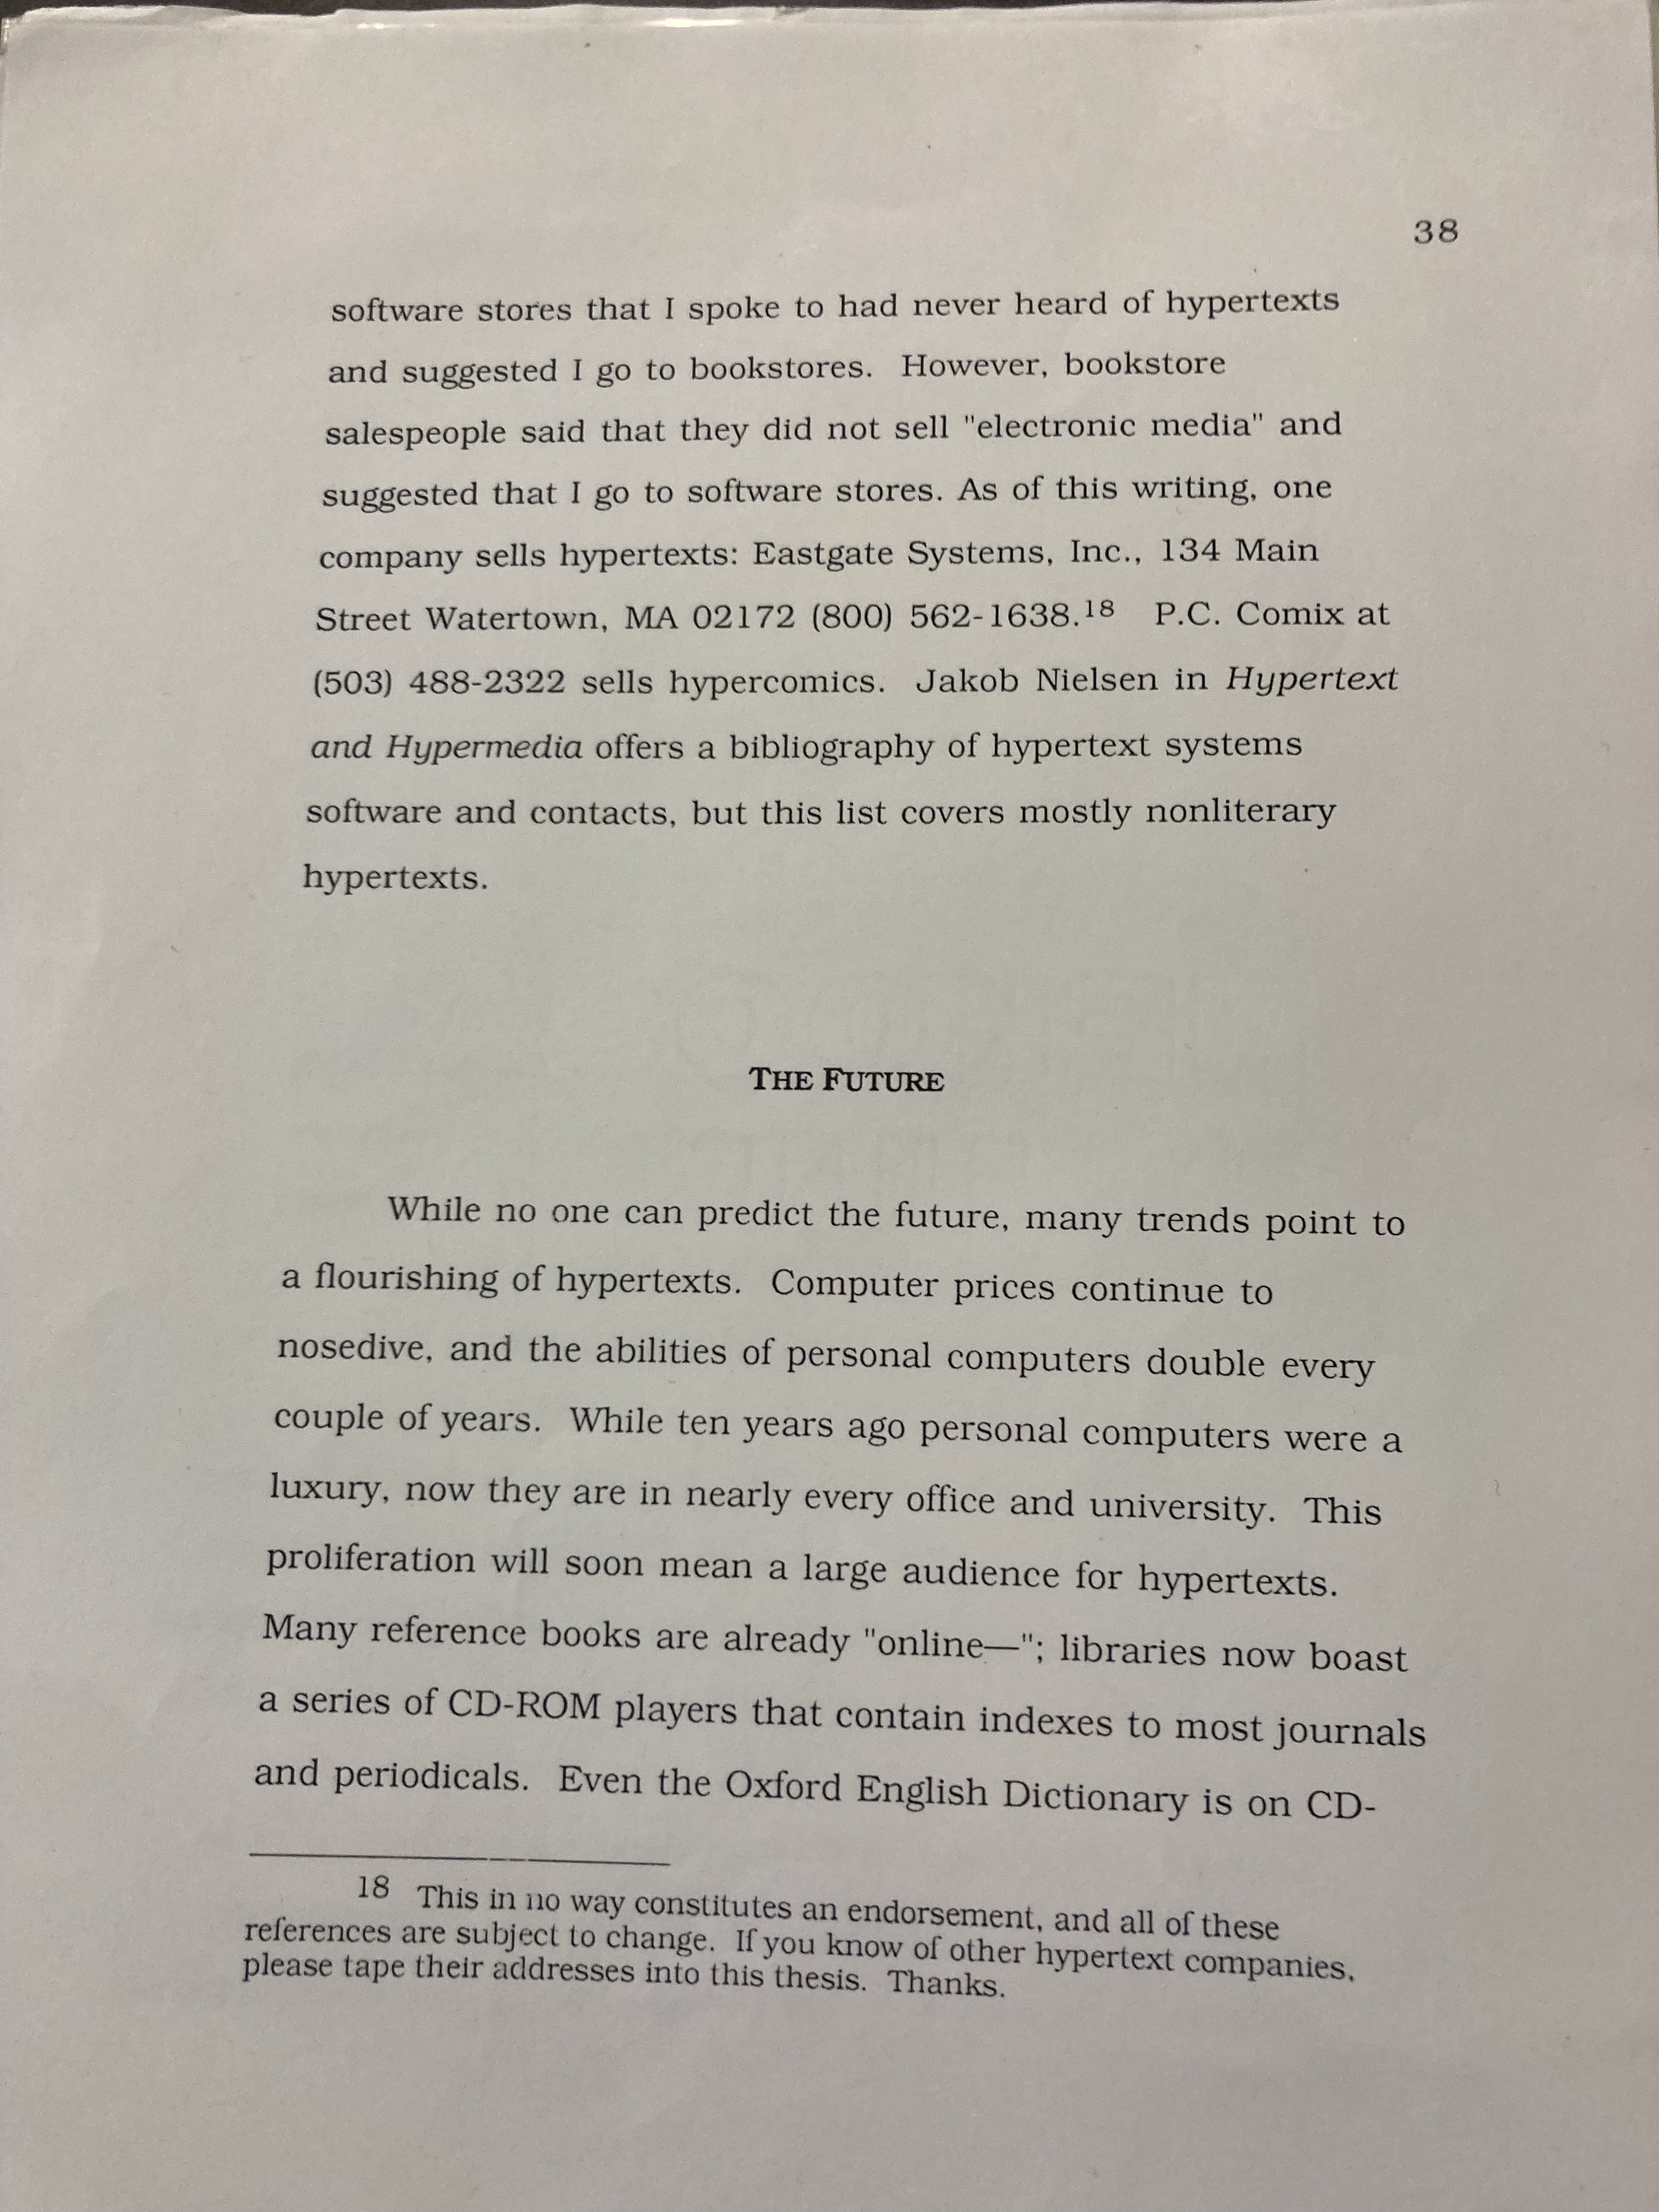 38
software stores that I spoke to had never heard of hypertexts
and suggested I go to bookstores.  However, bookstore
salespeople said that they did not sell "electronic media" and
suggested that I go to software stores. As of this writing, one
company sells hypertexts: Eastgate Systems, Inc., 134 Main
Street Watertown, MA 02172 (800) 562-1638.18   P.C. Comix at
(503) 488-2322 sells hypercomics.  Jakob Nielsen in Hypertext
and Hypermedia offers a bibliography of hypertext systems
software and contacts, but this list covers mostly nonliterary
hypertexts.
THE FUTURE
While no one can predict the future, many trends point to
a flourishing of hypertexts.  Computer prices continue to
nosedive, and the abilities of personal computers double every
couple of years.  While ten years ago personal computers were a
luxury, now they are in nearly every office and university.  This
proliferation will soon mean a large audience for hypertexts.
Many reference books are already "online—"; libraries now boast
a series of CD-ROM players that contain indexes to most journals
and periodicals.  Even the Oxford English Dictionary is on CD-
18  This in no way constitutes an endorsement, and all of these
references are subject to change.  If you know of other hypertext companies,
please tape their addresses into this thesis.  Thanks.